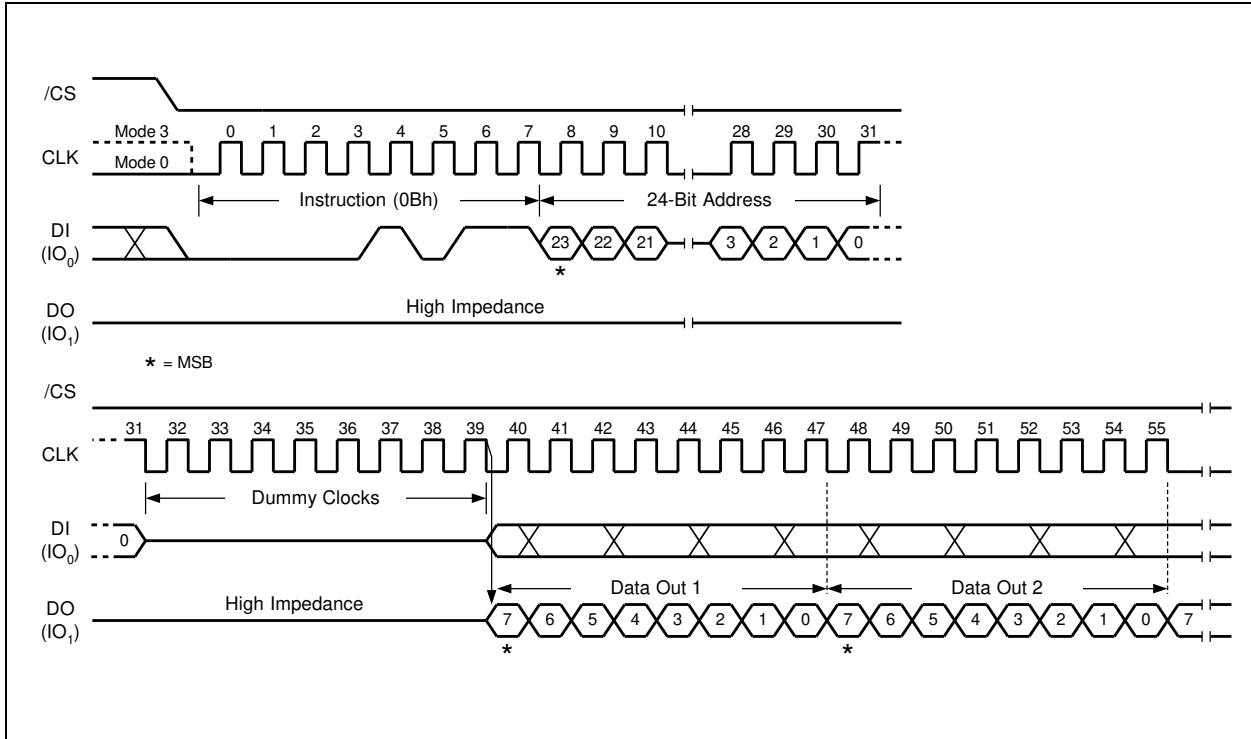 /CS
Mode 3
0 1 2 3 4 5 6 7 8 9 10 28 29 30 31
CLK
Mode 0
Instruction (0Bh) 24-Bit Address
DI
(IO0)
23 22 21 3 2 1 0
*
DO
(IO1)
High Impedance
* = MSB
/CS
31 32 33 34 35 36 37 38 39 40 41 42 43 44 45 46 47 48 49 50 51 52 53 54 55
CLK
Dummy Clocks
DI
(IO0)
0
Data Out 1 Data Out 2
DO
(IO1)
High Impedance
7 6 5 4 3 2 1 0 7 6 5 4 3 2 1 0 7
* *